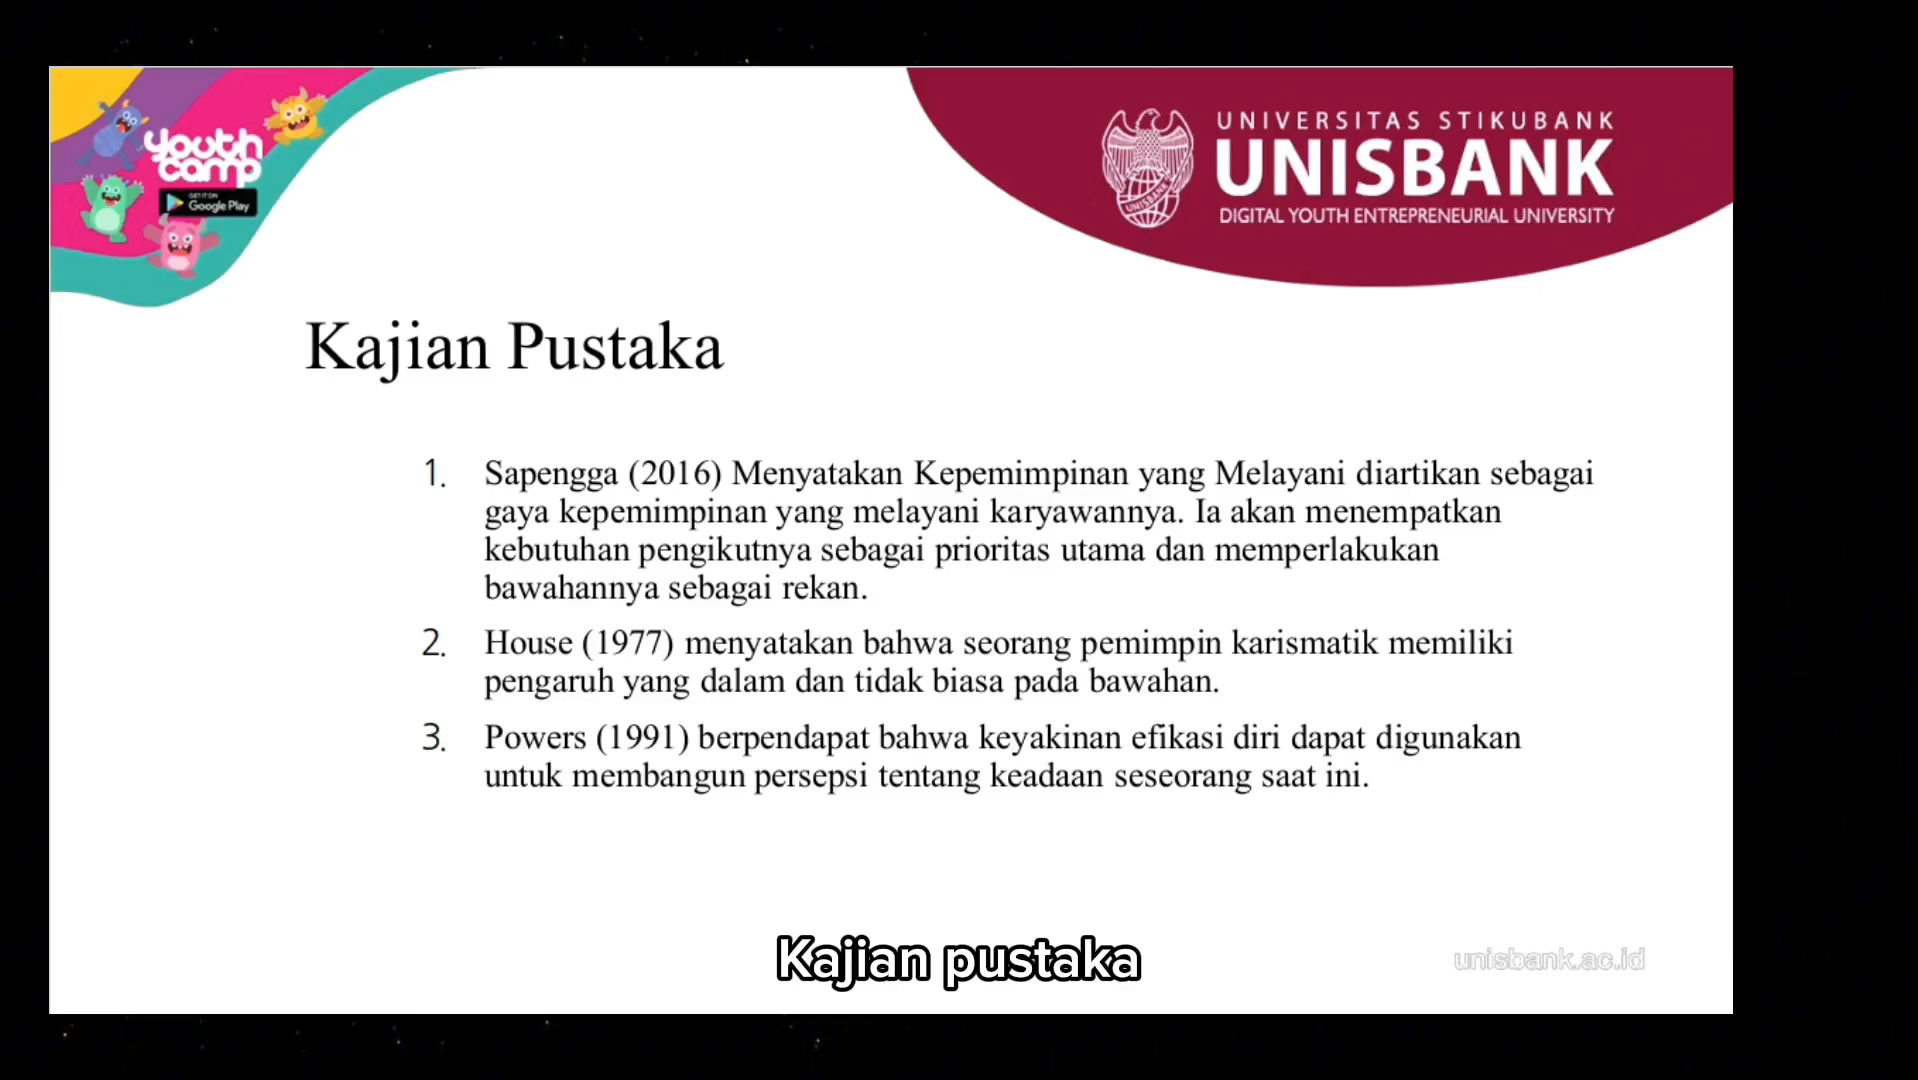 youth
camp
GET IT ON
Google Play
UNIVERSITAS STIKUBANK
UNISBANK
DIGITAL YOUTH ENTREPRENEURIAL UNIVERSITY
UNISBANK
Kajian Pustaka
1. Sapengga (2016) Menyatakan Kepemimpinan yang Melayani diartikan sebagai
gaya kepemimpinan yang melayani karyawannya. Ia akan menempatkan
kebutuhan pengikutnya sebagai prioritas utama dan memperlakukan
bawahannya sebagai rekan.
2. House (1977) menyatakan bahwa seorang pemimpin karismatik memiliki
pengaruh yang dalam dan tidak biasa pada bawahan.
3. Powers (1991) berpendapat bahwa keyakinan efikasi diri dapat digunakan
untuk membangun persepsi tentang keadaan seseorang saat ini.
Kajian pustaka
unisbank.ac.id